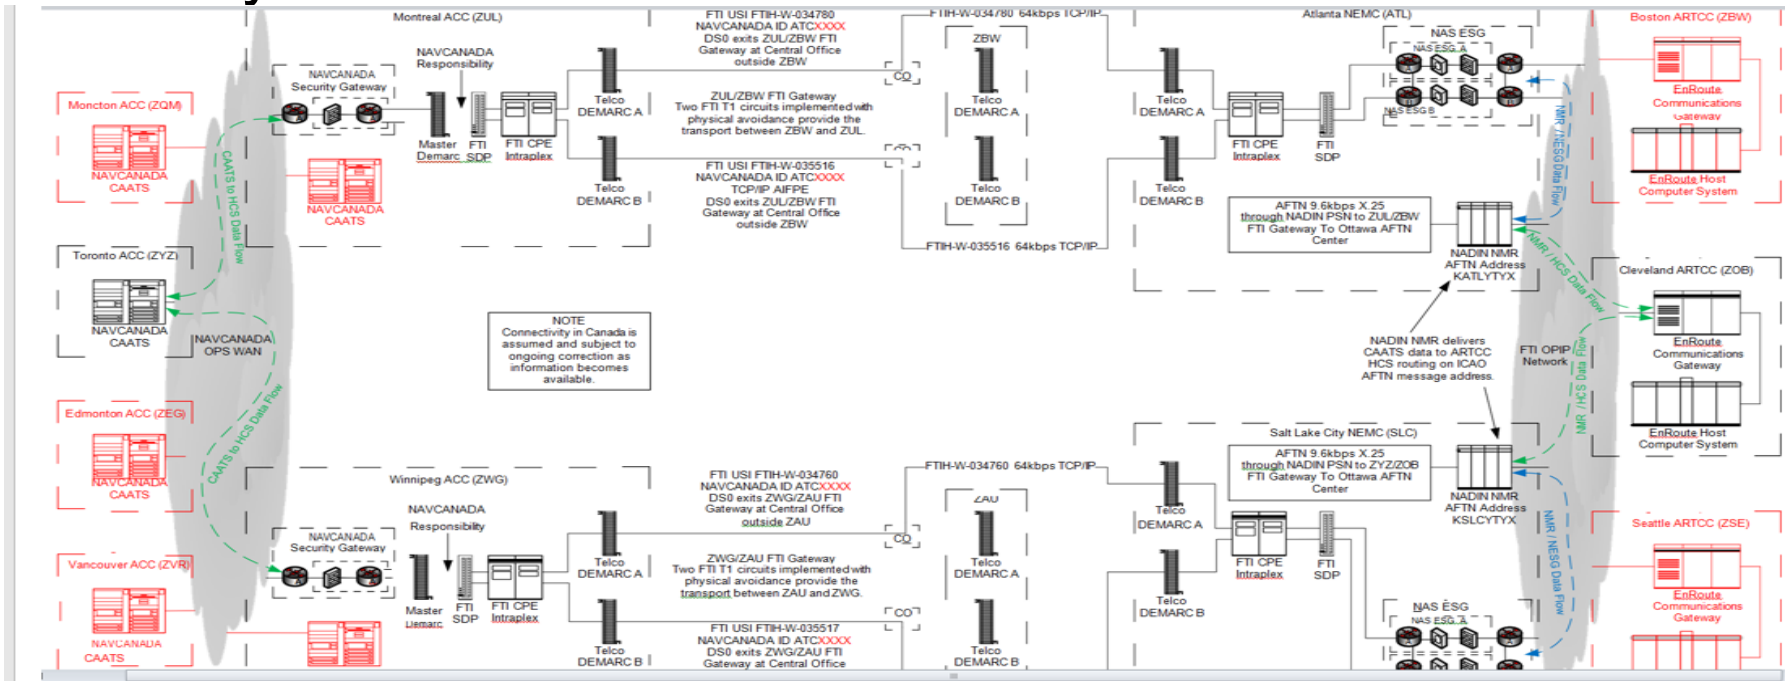 Montreal ACC (ZUL)
FTI USI FTIH-W-034780
NAVCANADA ID ATCXXXX
DS0 exits ZUL/ZBW FTI
Gateway at Central Office
outside ZBW
FTIH-W-034780 64kbps TCP/IP
Atlanta NEMC (ATL)
Boston ARTCC (ZBW)
NAVCANADA
Responsibility
ZBW
NAS ESG
NAS ESG A
NAVCANADA
Security Gateway
CO
EnRoute
Communications
Gateway
Moncton ACC (ZQM)
Telco
DEMARC A
ZUL/ZBW FTI Gateway
Two FTI T1 circuits implemented with
physical avoidance provide the
transport between ZBW and ZUL.
Telco
DEMARC A
Telco
DEMARC A
NAS ESG B
Master
Demarc
FTI
SDP
FTI CPE
Intraplex
FTI CPE
Intraplex
FTI
SDP
NMR / NESG Data Flow
CAATS to HCS Data Flow
NAVCANADA
CAATS
NAVCANADA
CAATS
FTI USI FTIH-W-035516
NAVCANADA ID ATCXXXX
TCP/IP AIFPE
DS0 exits ZUL/ZBW FTI
Gateway at Central Office
outside ZBW
Telco
DEMARC B
Telco
DEMARC B
Telco
DEMARC B
EnRoute Host
Computer System
AFTN 9.6kbps X.25
through NADIN PSN to ZUL/ZBW
FTI Gateway To Ottawa AFTN
Center
FTIH-W-035516 64kbps TCP/IP
NADIN NMR
AFTN Address
KATLYTYX
NMR / HCS Data Flow
Toronto ACC (ZYZ)
NAVCANADA
CAATS
NAVCANADA
OPS WAN
NOTE
Connectivity in Canada is
assumed and subject to
ongoing correction as
information becomes
available.
Cleveland ARTCC (ZOB)
NADIN NMR delivers
CAATS data to ARTCC
HCS routing on ICAO
AFTN message address.
FTI OPIP
Network
EnRoute
Communications
Gateway
NMR / HCS Data Flow
EnRoute Host
Computer System
CAATS to HCS Data Flow
Edmonton ACC (ZEG)
NAVCANADA
CAATS
Winnipeg ACC (ZWG)
FTI USI FTIH-W-034760
NAVCANADA ID ATCXXXX
DS0 exits ZWG/ZAU FTI
Gateway at Central Office
outside ZAU
FTIH-W-034760 64kbps TCP/IP
Salt Lake City NEMC (SLC)
AFTN 9.6kbps X.25
through NADIN PSN to ZYZ/ZOB
FTI Gateway To Ottawa AFTN
Center
NADIN NMR
AFTN Address
KSLCYTYX
NAVCANADA
Responsibility
ZAU
Telco
DEMARC A
Seattle ARTCC (ZSE)
NAVCANADA
Security Gateway
CO
NMR / NESG Data Flow
Vancouver ACC (ZVR)
Telco
DEMARC A
ZWG/ZAU FTI Gateway
Two FTI T1 circuits implemented with
physical avoidance provide the
transport between ZAU and ZWG.
Telco
DEMARC A
FTI CPE
Intraplex
FTI
SDP
Master
Demarc
FTI
SDP
FTI CPE
Intraplex
CO
Telco
DEMARC B
EnRoute
Communications
Gateway
NAS ESG
NAS ESG A
NAVCANADA
CAATS
FTI USI FTIH-W-035517
NAVCANADA ID ATCXXXX
DS0 exits ZWG/ZAU FTI
Gateway at Central Office
Telco
DEMARC B
Telco
DEMARC B